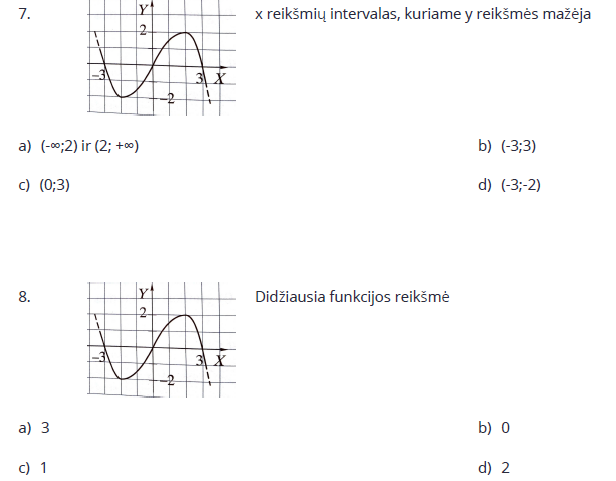 7. x reikšmių intervalas, kuriame y reikšmės mažėja
Y
2
-3 3 X
-2
a) (-∞;2) ir (2; +∞) b) (-3;3)
c) (0;3) d) (-3;-2)
8. Didžiausia funkcijos reikšmė
Y
2
-3 3 X
-2
a) 3 b) 0
c) 1 d) 2